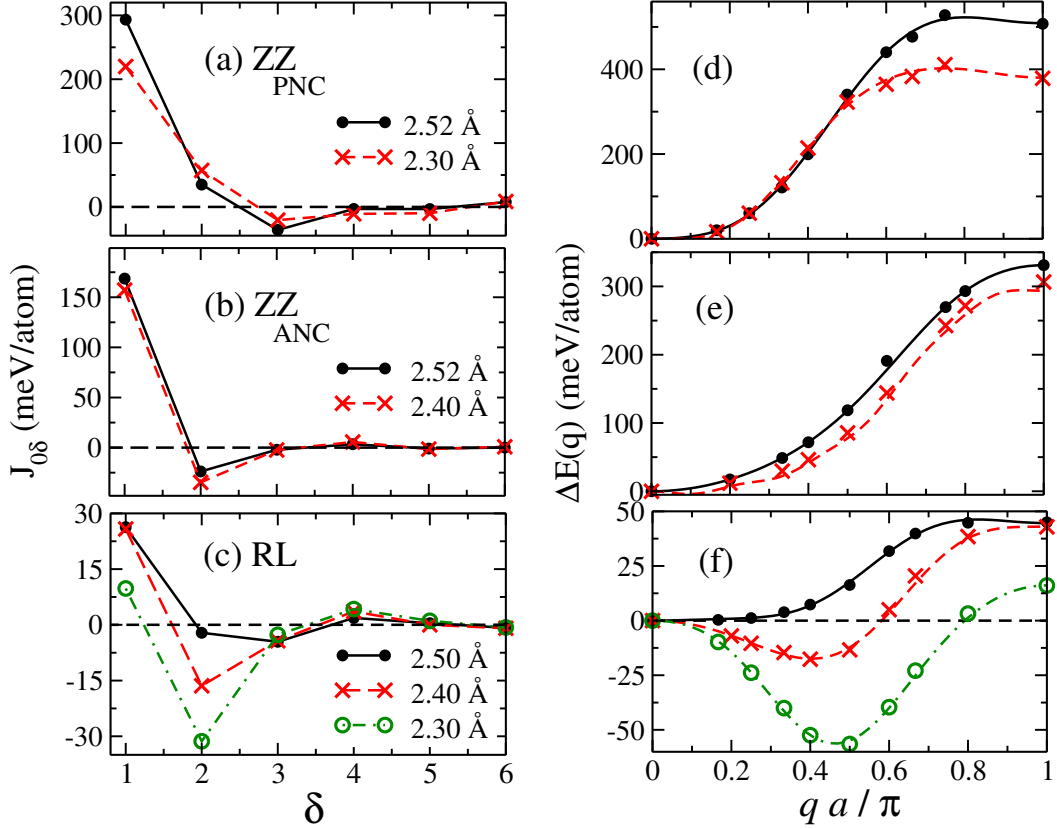 300
200
100
0
(a) ZZ
PNC
2.52 Å
2.30 Å
150
100
50
0
(b) ZZ
ANC
2.52 Å
2.40 Å
J0δ (meV/atom)
30
15
0
-15
-30
(c) RL
2.50 Å
2.40 Å
2.30 Å
1 2 3 4 5 6
δ
400
200
0
(d)
300
200
100
0
(e)
ΔE(q) (meV/atom)
50
25
0
-25
-50
(f)
0 0.2 0.4 0.6 0.8 1
q a / π